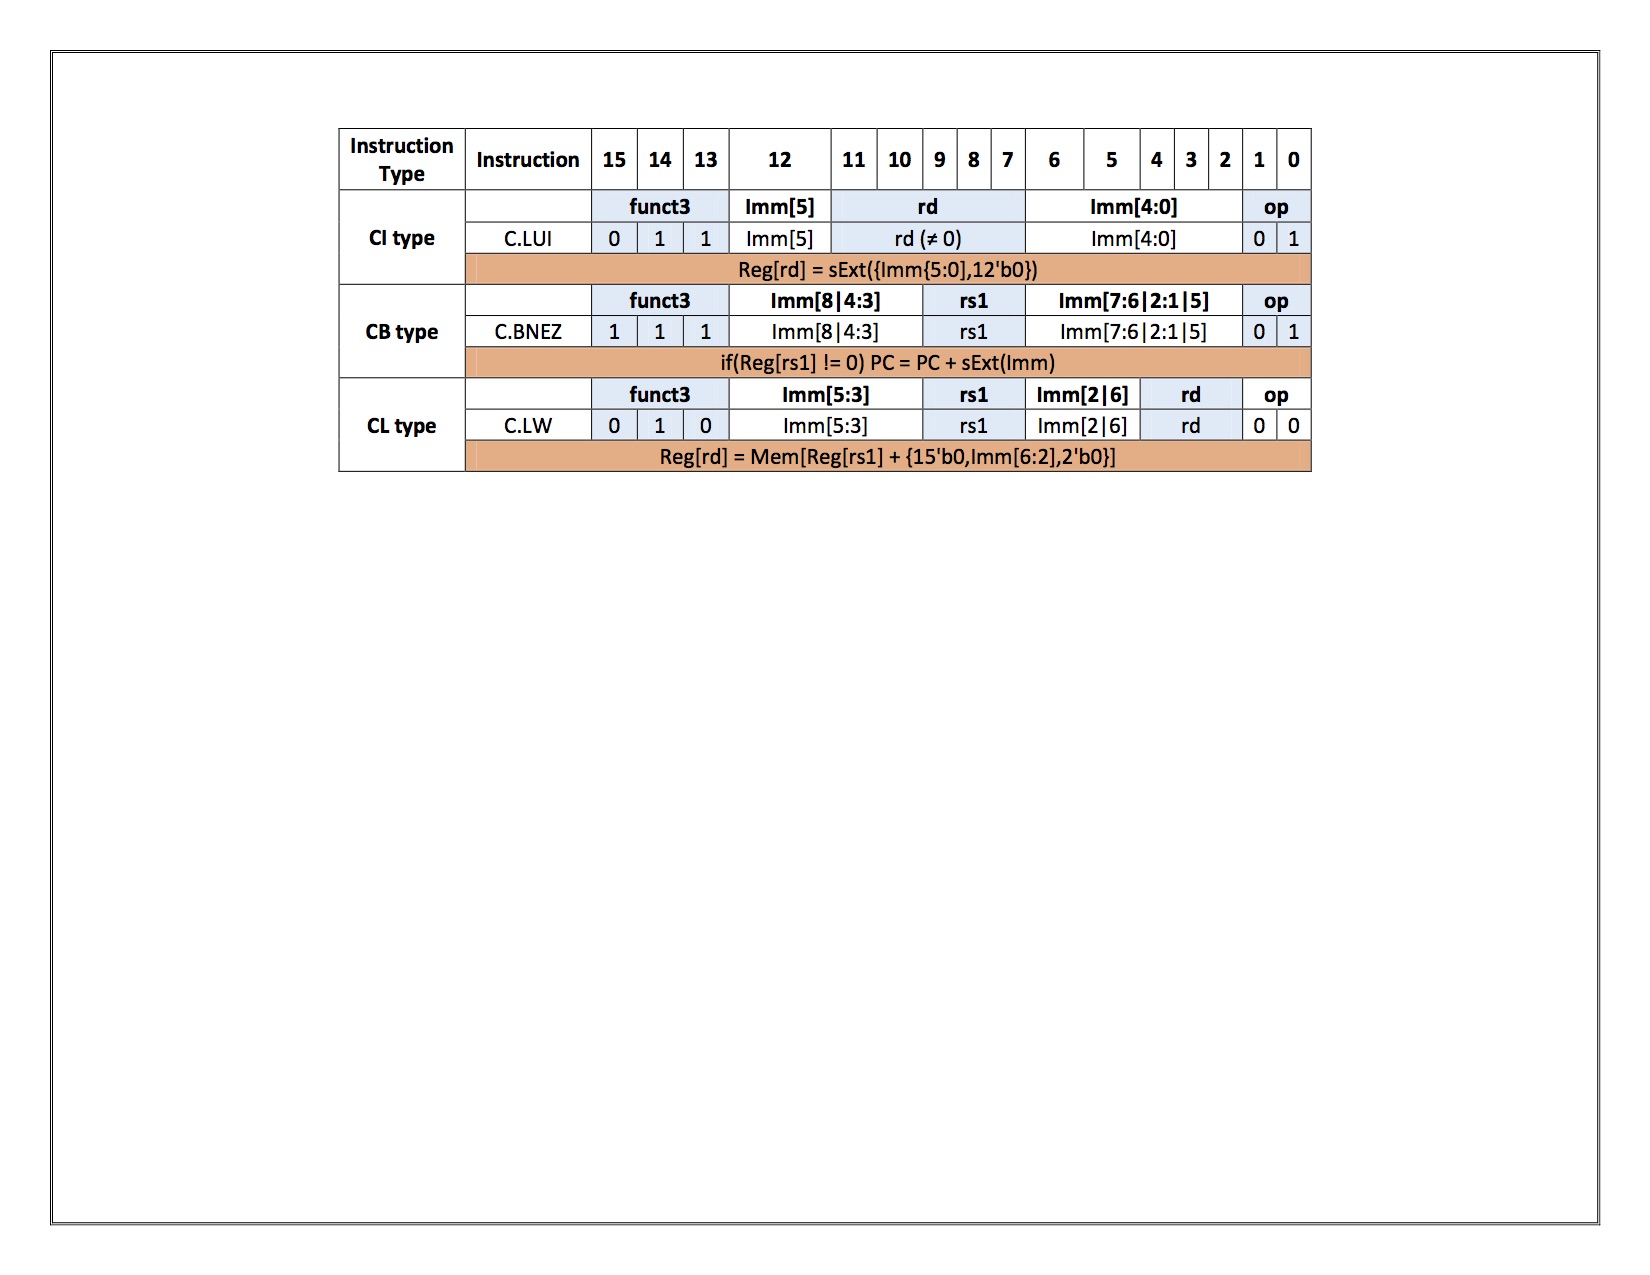 Instruction Type Instruction 15 14 13 12 11 10 9 8 7 6 5 4 3 2 1 0
funct3 Imm[5] rd Imm[4:0] op
CI type C.LUI 0 1 1 Imm[5] rd (≠ 0) Imm[4:0] 0 1
Reg[rd] = sExt({Imm{5:0],12'b0})
funct3 Imm[8|4:3] rs1 Imm[7:6|2:1|5] op
CB type C.BNEZ 1 1 1 Imm[8|4:3] rs1 Imm[7:6|2:1|5] 0 1
if(Reg[rs1] != 0) PC = PC + sExt(Imm)
funct3 Imm[5:3] rs1 Imm[2|6] rd op
CL type C.LW 0 1 0 Imm[5:3] rs1 Imm[2|6] rd 0 0
Reg[rd] = Mem[Reg[rs1] + {15'b0,Imm[6:2],2'b0}]